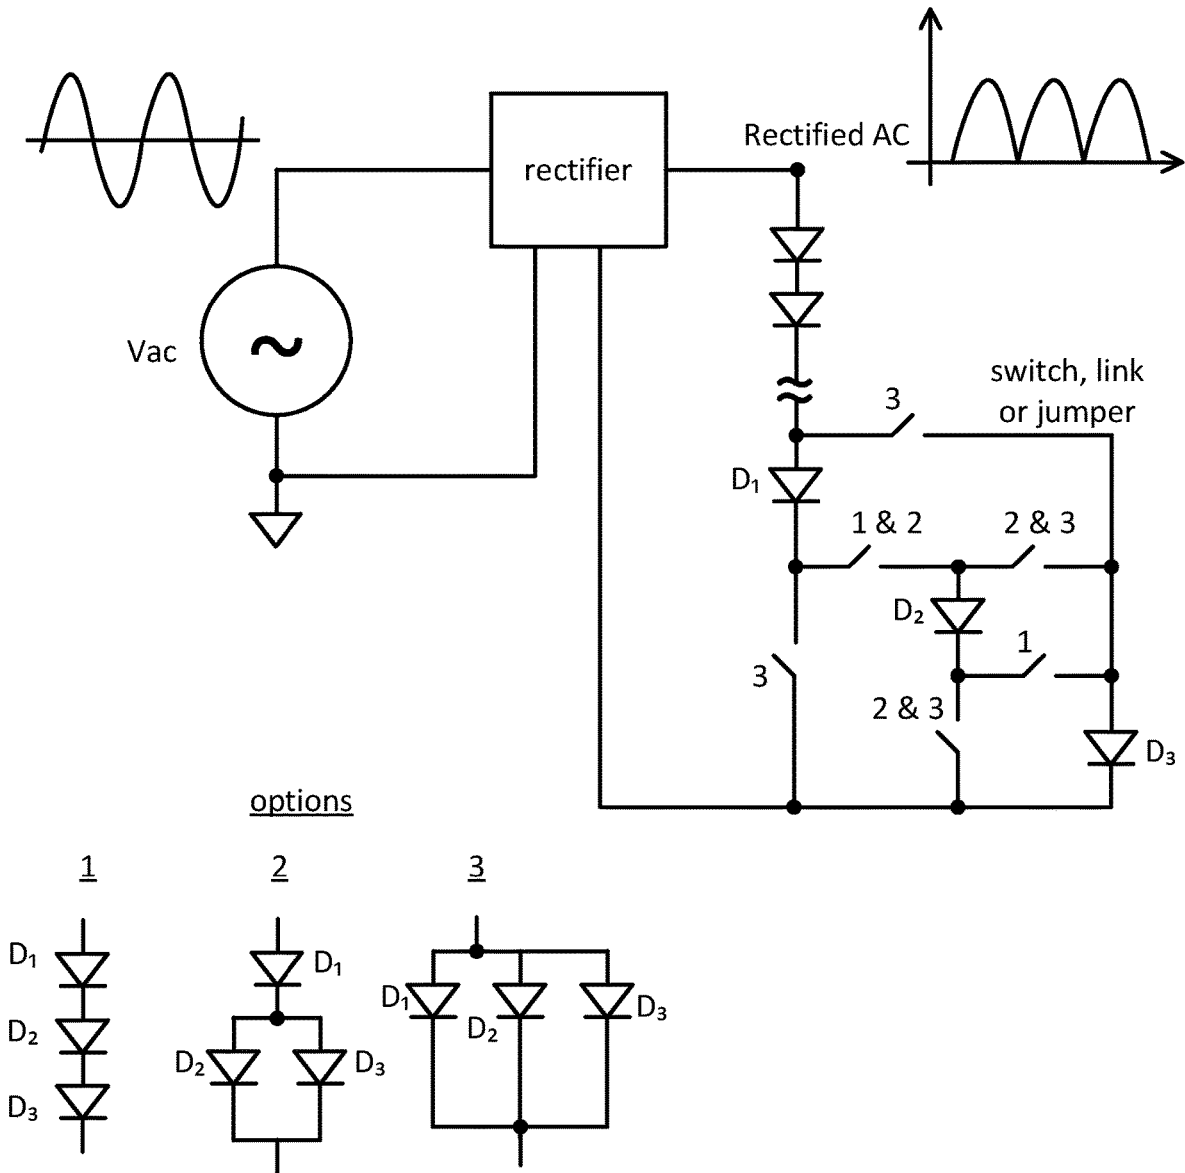 rectifier
Rectified AC
Vac
switch, link
or jumper
3
D₁
1 & 2
2 & 3
D₂
1
3
2 & 3
D₃
options
1
2
3
D₁
D₂
D₃
D₁
D₂
D₃
D₁
D₂
D₃